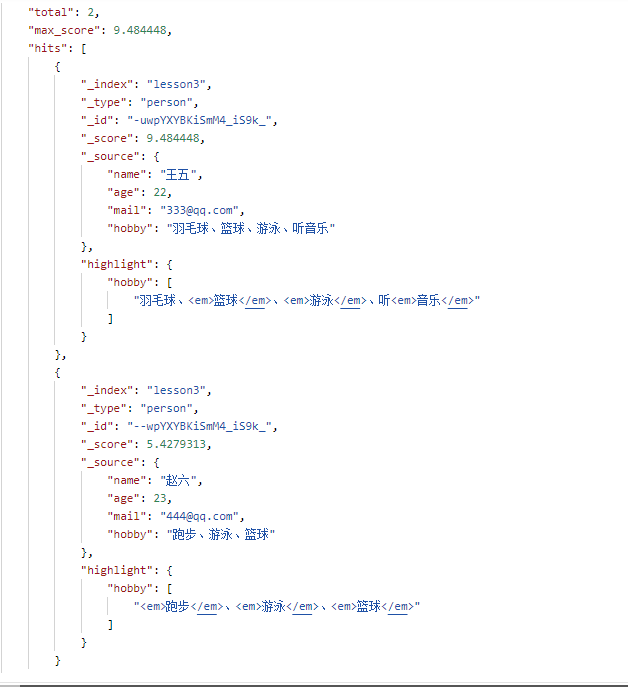 "total": 2,
"max_score": 9.484448,
"hits": [
{
"_index": "lesson3",
"_type": "person",
"_id": "-uwpYXYBKiSmM4_iS9k_",
"_score": 9.484448,
"_source": {
"name": "王五",
"age": 22,
"mail": "333@qq.com",
"hobby": "羽毛球、篮球、游泳、听音乐"
},
"highlight": {
"hobby": [
"羽毛球、<em>篮球</em>、<em>游泳</em>、听<em>音乐</em>"
]
}
},
{
"_index": "lesson3",
"_type": "person",
"_id": "--wpYXYBKiSmM4_iS9k_",
"_score": 5.4279313,
"_source": {
"name": "赵六",
"age": 23,
"mail": "444@qq.com",
"hobby": "跑步、游泳、篮球"
},
"highlight": {
"hobby": [
"<em>跑步</em>、<em>游泳</em>、<em>篮球</em>"
]
}
}